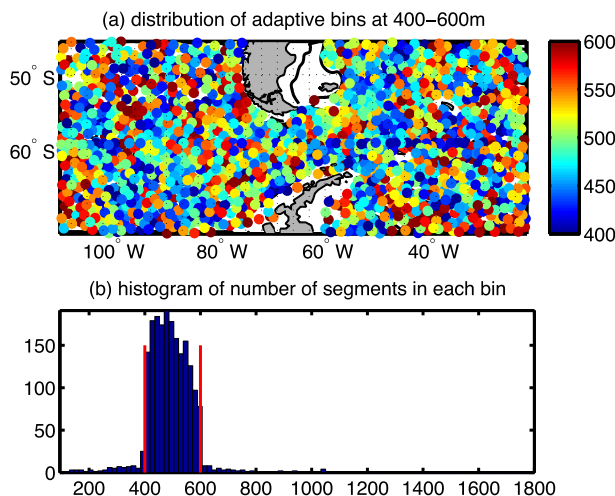 (a) distribution of adaptive bins at 400−600m
50° S
60° S
100° W 80° W 60° W 40° W
600
550
500
450
400
(b) histogram of number of segments in each bin
150
100
50
0
200 400 600 800 1000 1200 1400 1600 1800